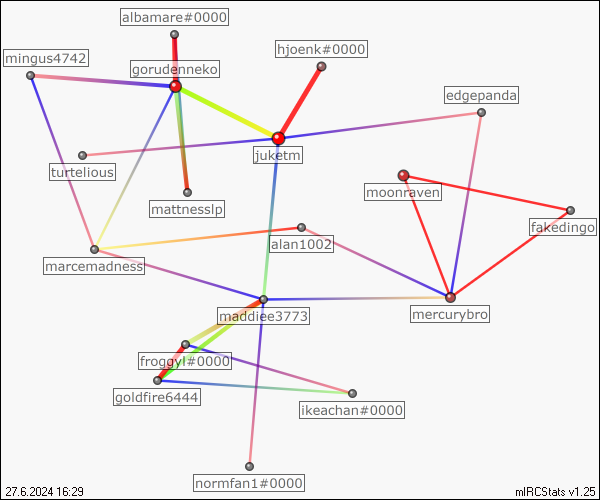 albamare#0000
hjoenk#0000
mingus4742
gorudenneko
edgepanda
juketm
turtelious
moonraven
mattnesslp
fakedingo
alan1002
marcemadness
maddiee3773
mercurybro
froggyl#0000
goldfire6444
ikeachan#0000
normfan1#0000
27.6.2024 16:29
mIRCStats v1.25